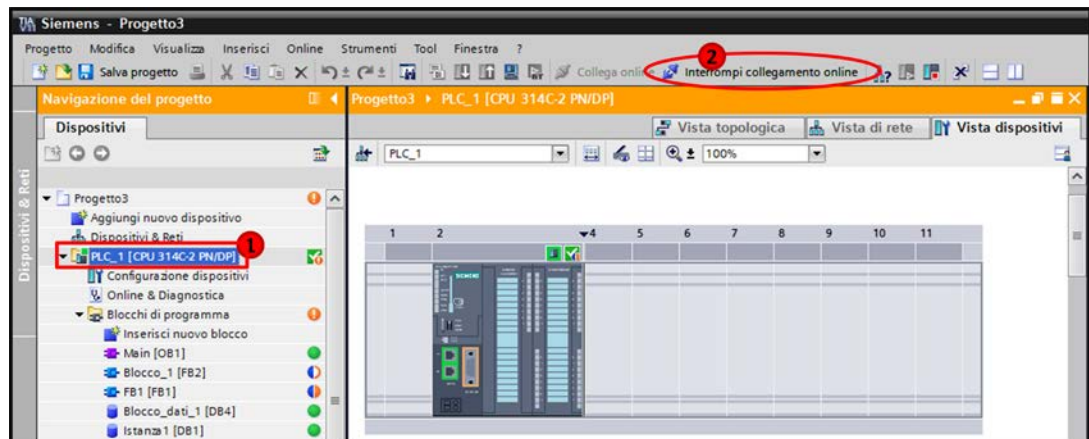 Siemens - Progetto3
Progetto Modifica Visualizza Inserisci Online Strumenti Tool Finestra ?
Salva progetto Collega online Interrompi collegamento online
2
Navigazione del progetto
Progetto3 ▸ PLC_1 [CPU 314C-2 PN/DP]
Dispositivi
Vista topologica Vista di rete Vista dispositivi
PLC_1 100%
Dispositivi & Reti
Progetto3
Aggiungi nuovo dispositivo
Dispositivi & Reti
1
PLC_1 [CPU 314C-2 PN/DP]
Configurazione dispositivi
Online & Diagnostica
Blocchi di programma
Inserisci nuovo blocco
Main [OB1]
Blocco_1 [FB2]
FB1 [FB1]
Blocco_dati_1 [DB4]
Istanza1 [DB1]
1 2 4 5 6 7 8 9 10 11
SIEMENS